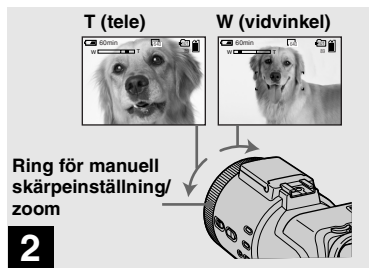 T (tele)
W (vidvinkel)
60min
W T
60min
W T
Ring för manuell
skärpeinställning/
zoom
2